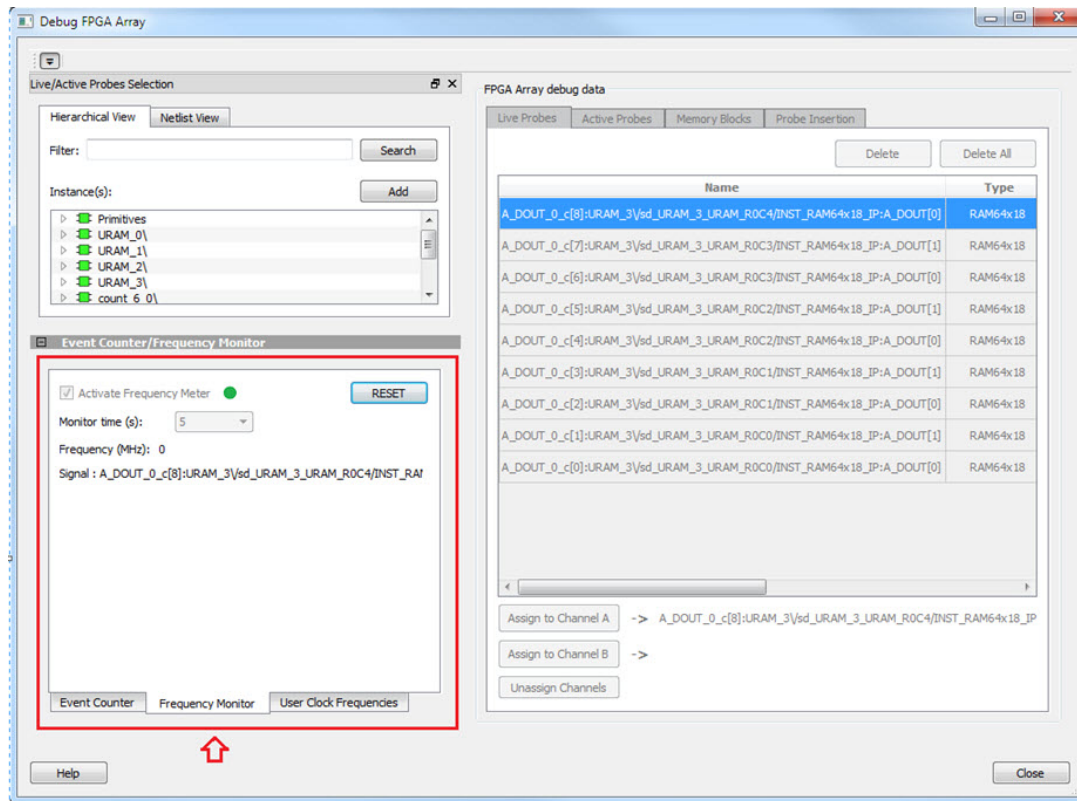 Debug FPGA Array
Live/Active Probes Selection
Hierarchical View
Netlist View
Filter:
Search
Instance(s):
Add
Primitives
URAM_0\
URAM_1\
URAM_2\
URAM_3\
count_6_0\
Event Counter/Frequency Monitor
Activate Frequency Meter
RESET
Monitor time (s):
5
Frequency (MHz): 0
Signal : A_DOUT_0_c[8]:URAM_3\/sd_URAM_3_URAM_R0C4/INST_RAM
Event Counter
Frequency Monitor
User Clock Frequencies
FPGA Array debug data
Live Probes
Active Probes
Memory Blocks
Probe Insertion
Delete
Delete All
Name
Type
A_DOUT_0_c[8]:URAM_3\/sd_URAM_3_URAM_R0C4/INST_RAM64x18_IP:A_DOUT[0] RAM64x18
A_DOUT_0_c[7]:URAM_3\/sd_URAM_3_URAM_R0C3/INST_RAM64x18_IP:A_DOUT[1] RAM64x18
A_DOUT_0_c[6]:URAM_3\/sd_URAM_3_URAM_R0C3/INST_RAM64x18_IP:A_DOUT[0] RAM64x18
A_DOUT_0_c[5]:URAM_3\/sd_URAM_3_URAM_R0C2/INST_RAM64x18_IP:A_DOUT[1] RAM64x18
A_DOUT_0_c[4]:URAM_3\/sd_URAM_3_URAM_R0C2/INST_RAM64x18_IP:A_DOUT[0] RAM64x18
A_DOUT_0_c[3]:URAM_3\/sd_URAM_3_URAM_R0C1/INST_RAM64x18_IP:A_DOUT[1] RAM64x18
A_DOUT_0_c[2]:URAM_3\/sd_URAM_3_URAM_R0C1/INST_RAM64x18_IP:A_DOUT[0] RAM64x18
A_DOUT_0_c[1]:URAM_3\/sd_URAM_3_URAM_R0C0/INST_RAM64x18_IP:A_DOUT[1] RAM64x18
A_DOUT_0_c[0]:URAM_3\/sd_URAM_3_URAM_R0C0/INST_RAM64x18_IP:A_DOUT[0] RAM64x18
Assign to Channel A -> A_DOUT_0_c[8]:URAM_3\/sd_URAM_3_URAM_R0C4/INST_RAM64x18_IP
Assign to Channel B ->
Unassign Channels
Help
Close